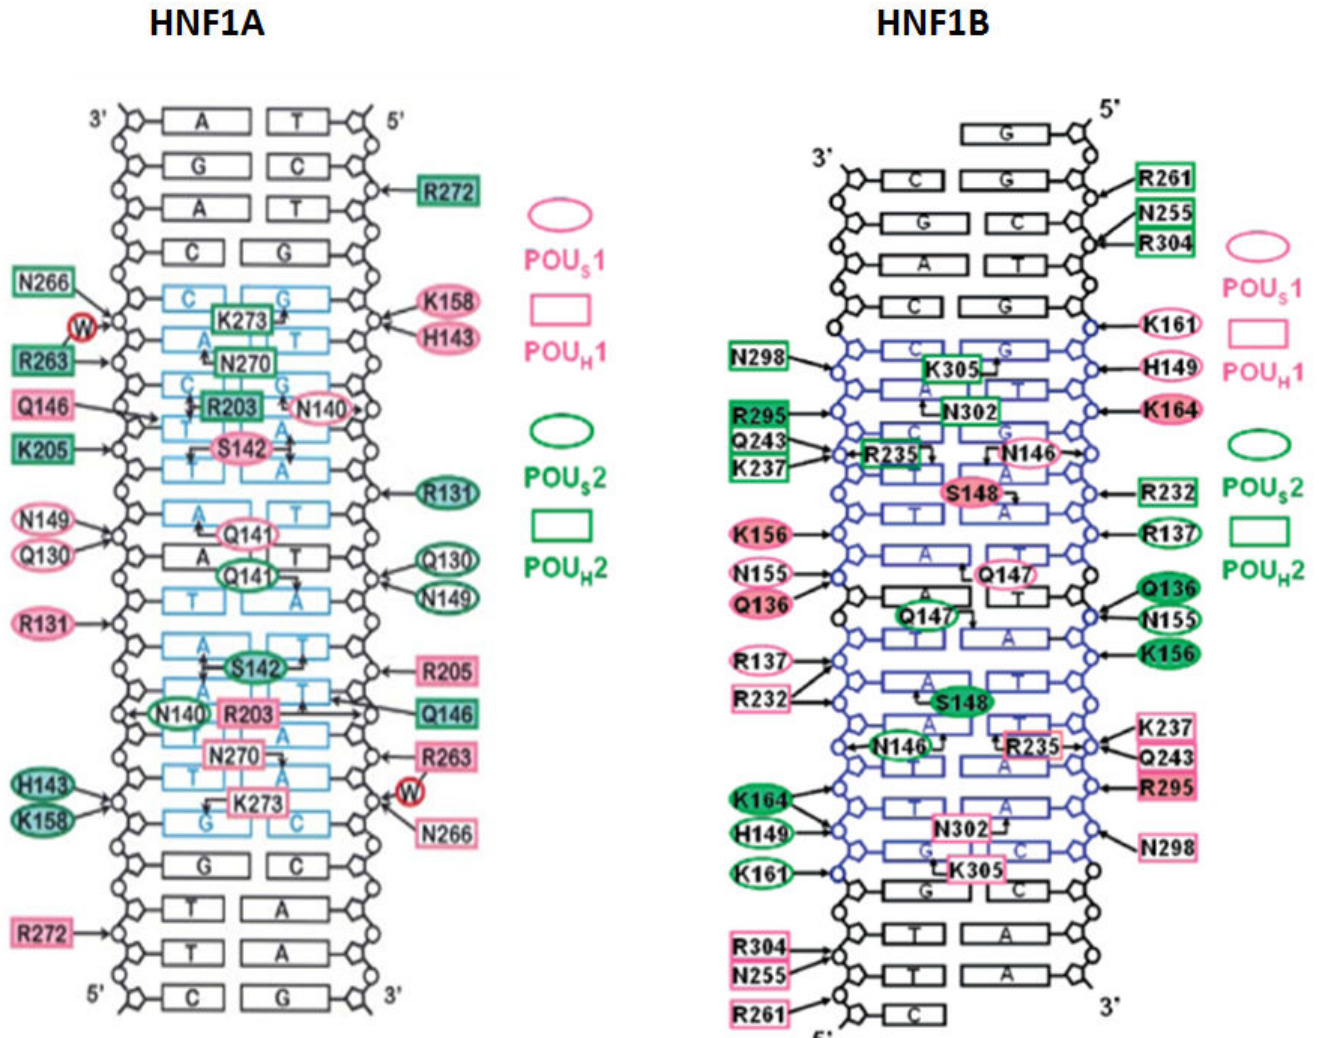 HNF1A
3'
5'
A T
G C
R272
A T
C G
N266
C G
K158
K273
W
H143
R263
A T
N270
C G
Q146
R203
N140
T A
K205
S142
T A
R131
N149
A T
Q141
Q130
A T
Q130
Q141
N149
T A
R131
A T
S142
R205
A T
N140
R203
Q146
T A
N270
R263
H143
T A
W
K273
K158
G C
N266
G C
T A
R272
T A
5'
C G
3'
POUS1
POUH1
POUS2
POUH2
HNF1B
5'
G
3'
C G
R261
G C
N255
R304
A T
C G
K161
N298
C G
H149
K305
A T
K164
R295
N302
C G
Q243
R235
N146
K237
T A
S148
R232
T A
K156
R137
A T
N155
Q147
Q136
A T
Q136
Q147
N155
T A
K156
R137
A T
R232
S148
A T
K237
N146
R235
Q243
T A
R295
K164
T A
N302
H149
G C
N298
K305
K161
G C
T A
R304
N255
T A
3'
R261
C
5'
POUS1
POUH1
POUS2
POUH2